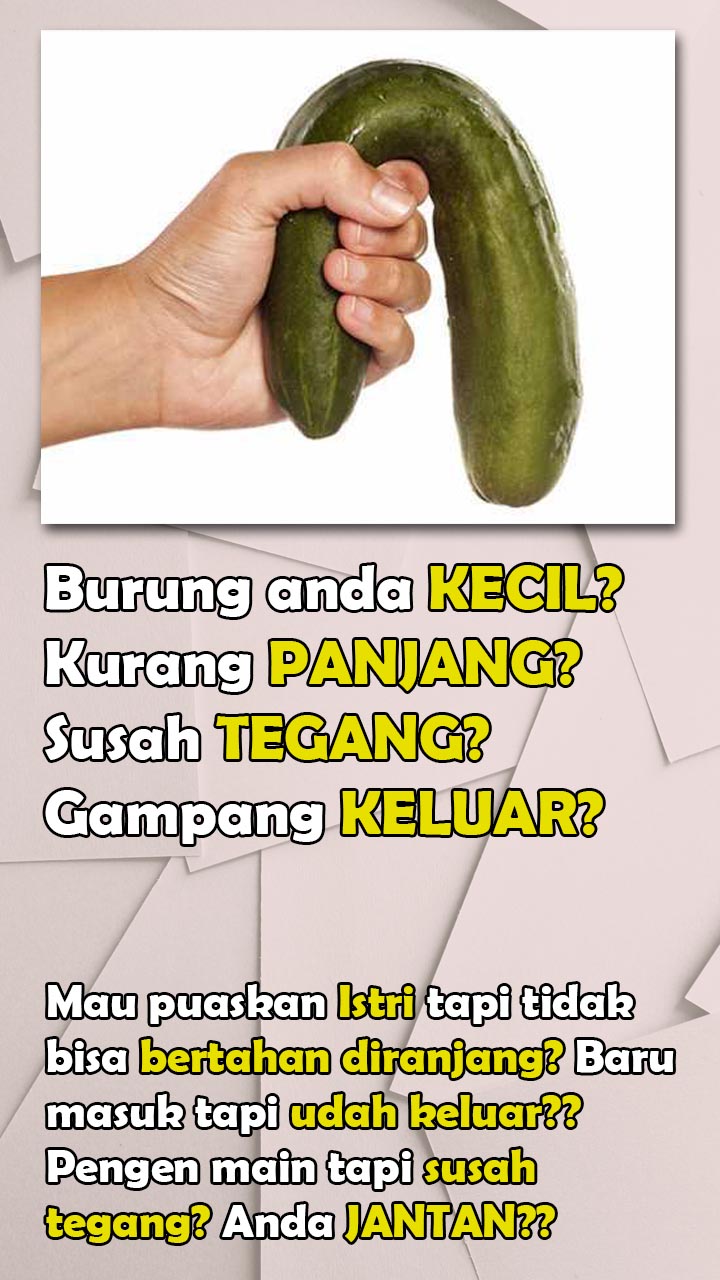 Burung anda KECIL?
Kurang PANJANG?
Susah TEGANG?
Gampang KELUAR?
Mau puaskan Istri tapi tidak
bisa bertahan diranjang? Baru
masuk tapi udah keluar??
Pengen main tapi susah
tegang? Anda JANTAN??